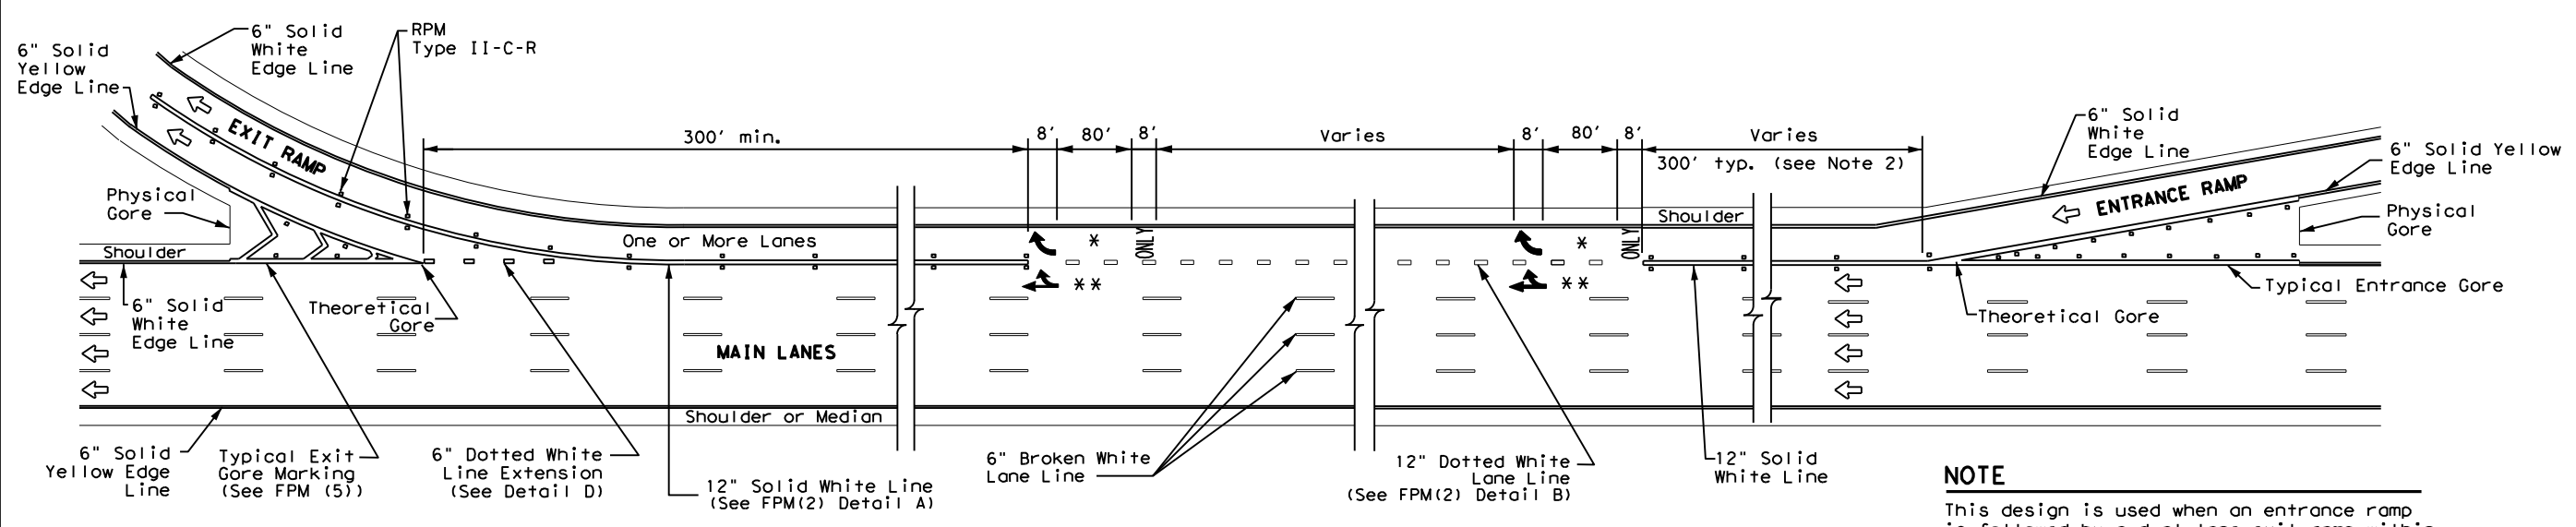 6" Solid
White
Edge Line
RPM
Type II-C-R
6" Solid
Yellow
Edge Line
EXIT RAMP
300' min.
8'
80'
8'
Varies
8'
80'
8'
Varies
300' typ. (see Note 2)
6" Solid
White
Edge Line
6" Solid Yellow
Edge Line
ENTRANCE RAMP
Physical
Gore
Physical
Gore
Shoulder
Shoulder
One or More Lanes
*
ONLY
*
ONLY
**
**
6" Solid
White
Edge Line
Theoretical
Gore
Typical Entrance Gore
Theoretical Gore
MAIN LANES
Shoulder or Median
6" Solid
Yellow Edge
Line
Typical Exit
Gore Marking
(See FPM (5))
6" Dotted White
Line Extension
(See Detail D)
12" Solid White Line
(See FPM(2) Detail A)
6" Broken White
Lane Line
12" Dotted White
Lane Line
(See FPM(2) Detail B)
12" Solid
White Line
NOTE
This design is used when an entrance ramp